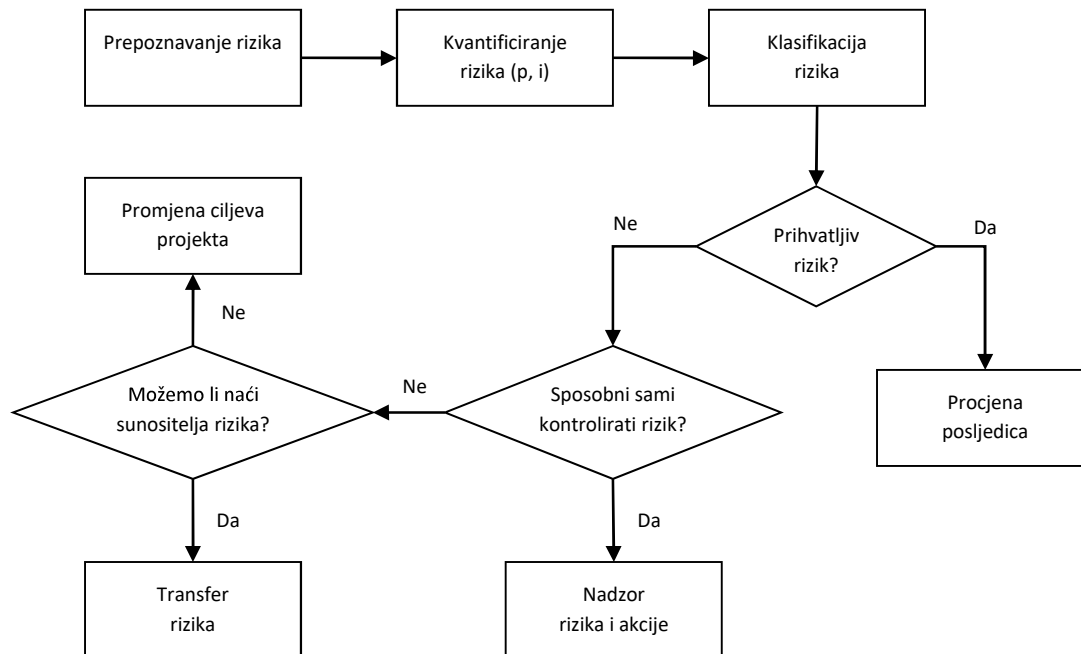 Prepoznavanje rizika
Kvantificiranje
rizika (p, i)
Klasifikacija
rizika
Prihvatljiv
rizik?
Ne
Da
Promjena ciljeva
projekta
Ne
Možemo li naći
sunositelja rizika?
Ne
Sposobni sami
kontrolirati rizik?
Procjena
posljedica
Da
Da
Transfer
rizika
Nadzor
rizika i akcije